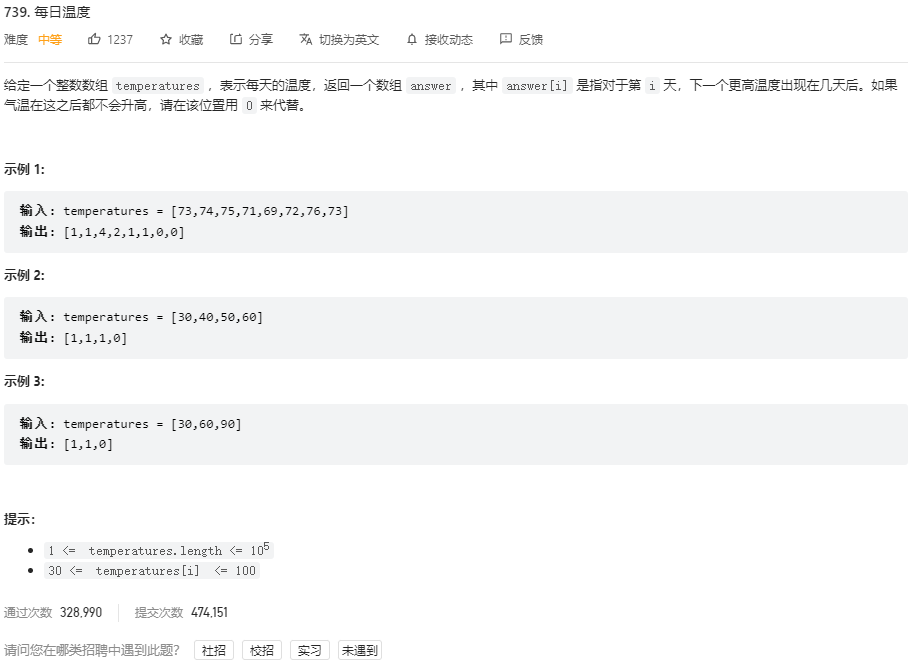 739. 每日温度
难度 中等 1237 收藏 分享 切换为英文 接收动态 反馈
给定一个整数数组 temperatures ，表示每天的温度，返回一个数组 answer ，其中 answer[i] 是指对于第 i 天，下一个更高温度出现在几天后。如果
气温在这之后都不会升高，请在该位置用 0 来代替。
示例 1:
输入: temperatures = [73,74,75,71,69,72,76,73]
输出: [1,1,4,2,1,1,0,0]
示例 2:
输入: temperatures = [30,40,50,60]
输出: [1,1,1,0]
示例 3:
输入: temperatures = [30,60,90]
输出: [1,1,0]
提示：
1 <= temperatures.length <= 10⁵
30 <= temperatures[i] <= 100
通过次数 328,990 提交次数 474,151
请问您在哪类招聘中遇到此题? 社招 校招 实习 未遇到